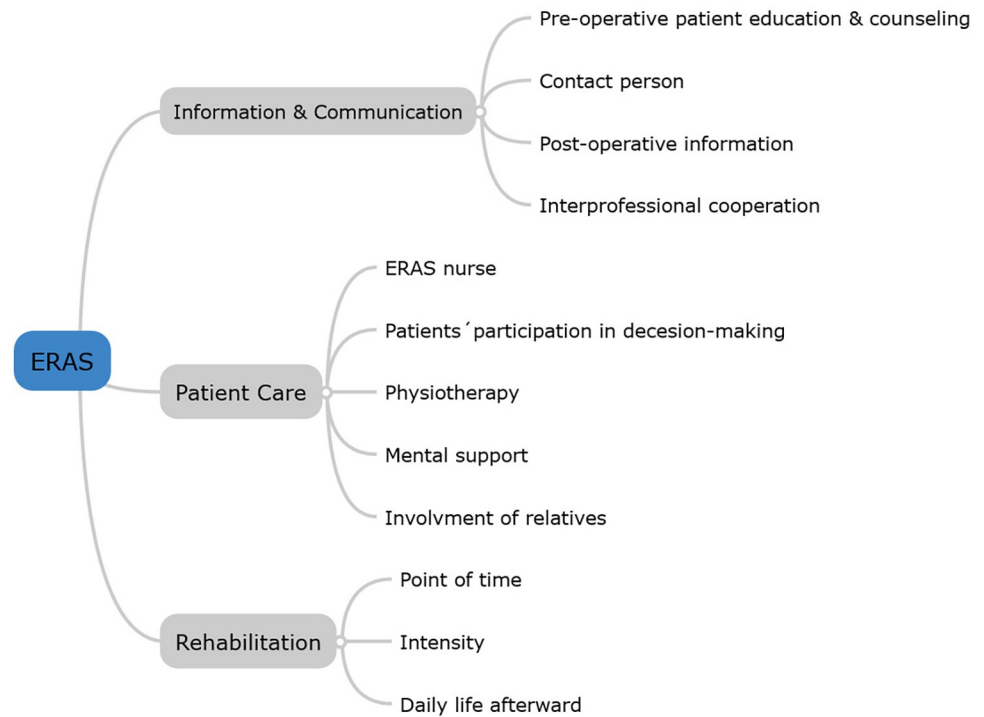 ERAS
Information & Communication
Pre-operative patient education & counseling
Contact person
Post-operative information
Interprofessional cooperation
Patient Care
ERAS nurse
Patients´participation in decesion-making
Physiotherapy
Mental support
Involvment of relatives
Rehabilitation
Point of time
Intensity
Daily life afterward